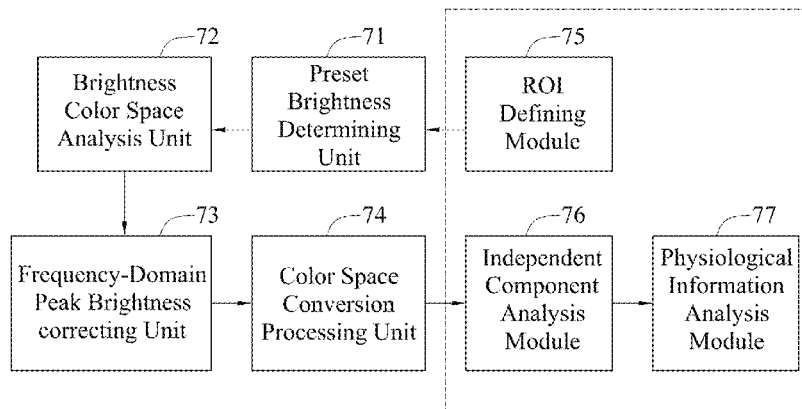 72
Brightness
Color Space
Analysis Unit
71
Preset
Brightness
Determining
Unit
75
ROI
Defining
Module
73
Frequency-Domain
Peak Brightness
correcting Unit
74
Color Space
Conversion
Processing Unit
76
Independent
Component
Analysis
Module
77
Physiological
Information
Analysis
Module